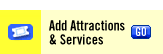 Add Attractions
& Services GO